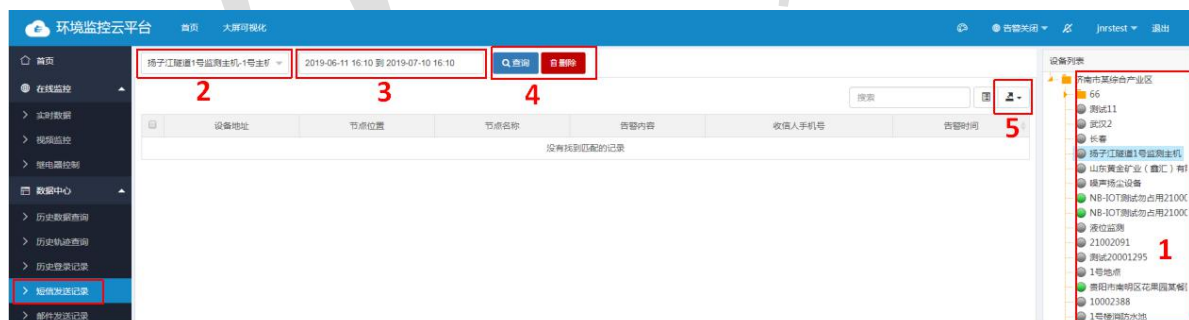 环境监控云平台 首页 大屏可视化 告警关闭 jnrstest 退出
首页
在线监控
实时数据
视频监控
继电器控制
数据中心
历史数据查询
历史轨迹查询
历史登录记录
短信发送记录
邮件发送记录
扬子江隧道1号监测主机-1号主机 2019-06-11 16:10 到 2019-07-10 16:10 查询 删除
2 3 4
搜索
5
设备地址 节点位置 节点名称 告警内容 收信人手机号 告警时间
没有找到匹配的记录
设备列表
济南市某综合产业区
66
测试11
武汉2
长春
扬子江隧道1号监测主机
山东黄金矿业（鑫汇）有
噪声扬尘设备
NB-IOT测试勿占用2100
NB-IOT测试勿占用2100
液位监测
21002091
测试20001295
1号地点
贵阳市南明区花果园某餐
10002388
1号楼消防水池
1